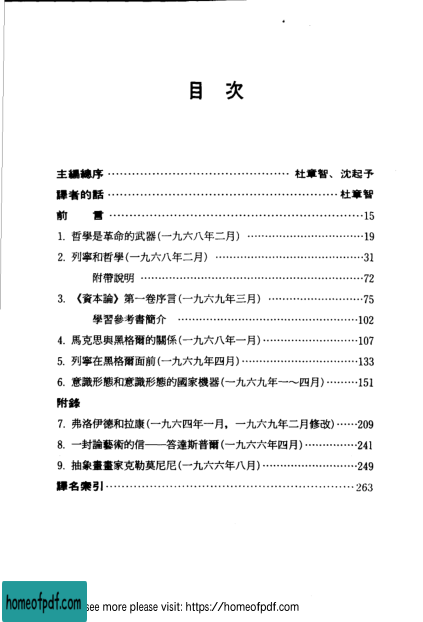 目 次
主編總序 ⋯⋯⋯⋯⋯⋯⋯⋯⋯⋯⋯⋯⋯ 杜章智、沈起予
譯者的話 ⋯⋯⋯⋯⋯⋯⋯⋯⋯⋯⋯⋯⋯⋯⋯⋯ 杜章智
前 言 ⋯⋯⋯⋯⋯⋯⋯⋯⋯⋯⋯⋯⋯⋯⋯⋯⋯⋯15
1. 哲學是革命的武器(一九六八年二月) ⋯⋯⋯⋯⋯⋯19
2. 列寧和哲學(一九六八年二月) ⋯⋯⋯⋯⋯⋯⋯⋯31
附帶說明 ⋯⋯⋯⋯⋯⋯⋯⋯⋯⋯⋯⋯⋯⋯72
3. 《資本論》第一卷序言(一九六九年三月) ⋯⋯⋯⋯75
學習參考書簡介 ⋯⋯⋯⋯⋯⋯⋯⋯⋯⋯⋯102
4. 馬克思與黑格爾的關係(一九六八年一月)⋯⋯⋯⋯107
5. 列寧在黑格爾面前(一九六九年四月)⋯⋯⋯⋯⋯⋯133
6. 意識形態和意識形態的國家機器(一九六九年一～四月)⋯⋯⋯151
附錄
7. 弗洛伊德和拉康(一九六四年一月，一九六九年二月修改)⋯⋯209
8. 一封論藝術的信——答達斯普爾(一九六六年四月)⋯⋯⋯⋯241
9. 抽象畫畫家克勒莫尼尼(一九六六年八月)⋯⋯⋯⋯⋯249
譯名索引⋯⋯⋯⋯⋯⋯⋯⋯⋯⋯⋯⋯⋯⋯⋯⋯ 263
homeofpdf.com
see more please visit: https://homeofpdf.com